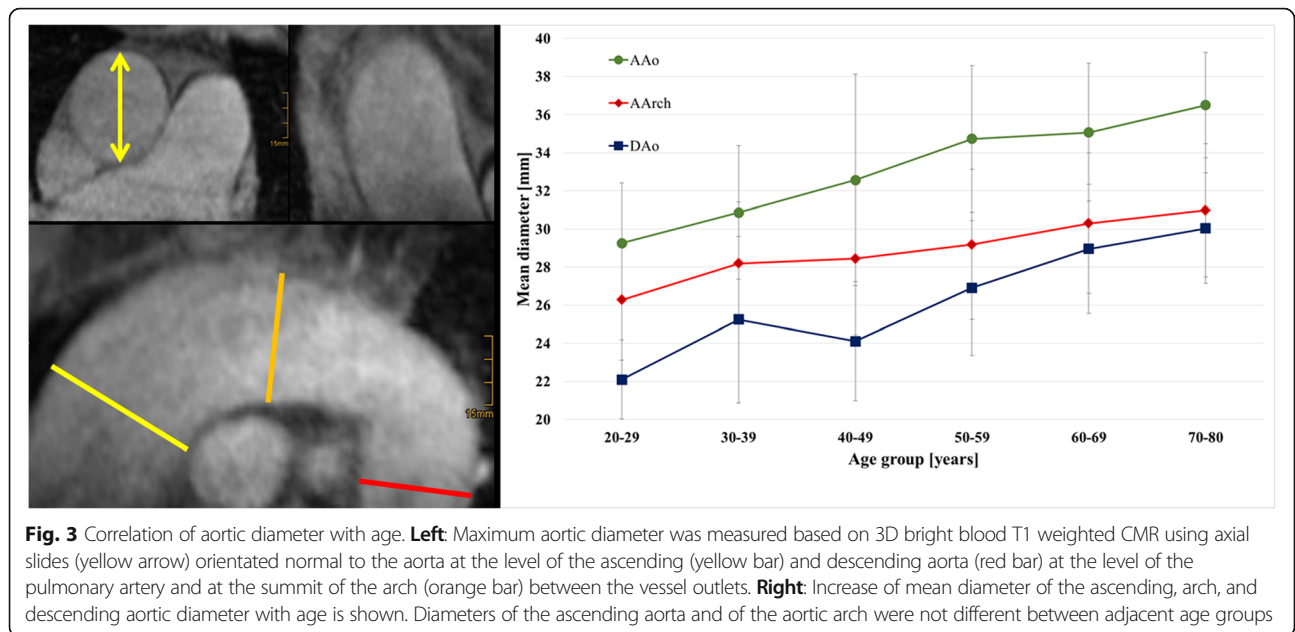 15mm
15mm
40
38
36
34
32
30
28
26
24
22
20
Mean diameter [mm]
AAo
AArch
DAo
20-29 30-39 40-49 50-59 60-69 70-80
Age group [years]
Fig. 3 Correlation of aortic diameter with age. Left: Maximum aortic diameter was measured based on 3D bright blood T1 weighted CMR using axial
slides (yellow arrow) orientated normal to the aorta at the level of the ascending (yellow bar) and descending aorta (red bar) at the level of the
pulmonary artery and at the summit of the arch (orange bar) between the vessel outlets. Right: Increase of mean diameter of the ascending, arch, and
descending aortic diameter with age is shown. Diameters of the ascending aorta and of the aortic arch were not different between adjacent age groups